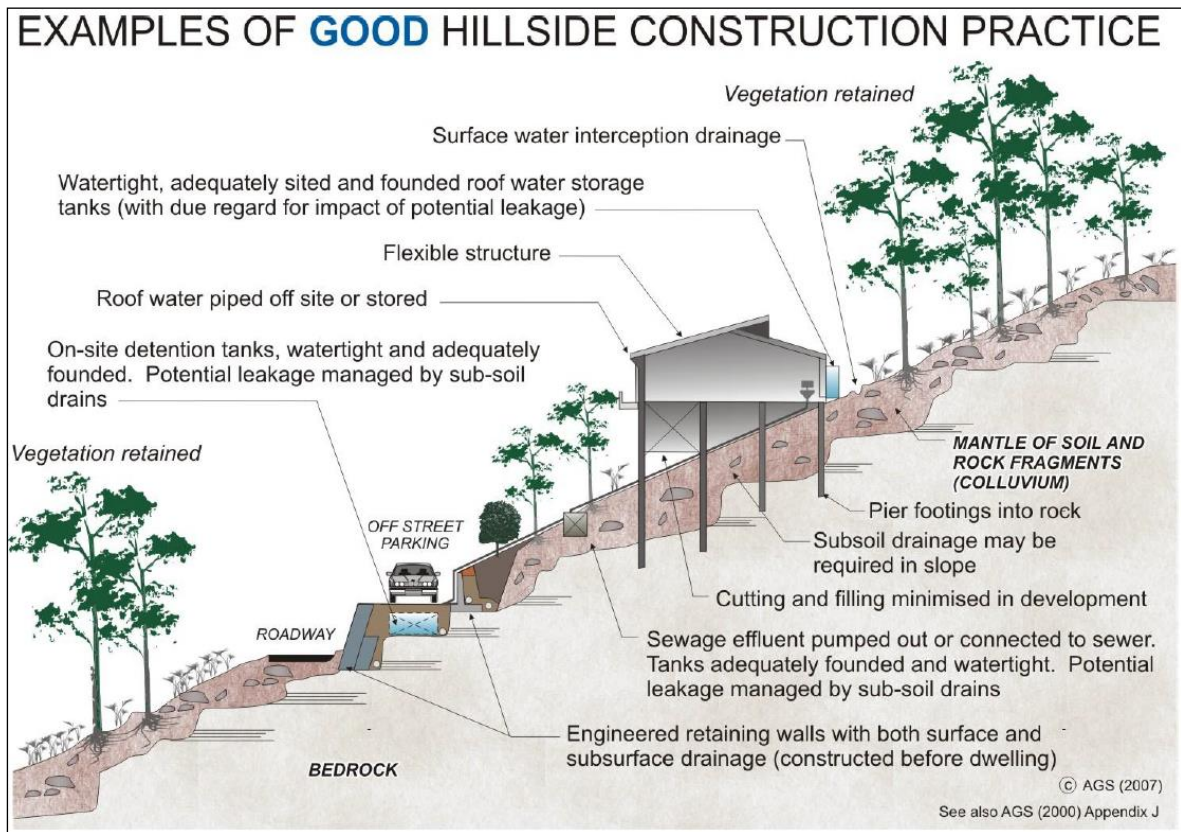 EXAMPLES OF GOOD HILLSIDE CONSTRUCTION PRACTICE
Vegetation retained
Surface water interception drainage
Watertight, adequately sited and founded roof water storage
tanks (with due regard for impact of potential leakage)
Flexible structure
Roof water piped off site or stored
On-site detention tanks, watertight and adequately
founded. Potential leakage managed by sub-soil
drains
Vegetation retained
MANTLE OF SOIL AND
ROCK FRAGMENTS
(COLLUVIUM)
Pier footings into rock
OFF STREET
PARKING
Subsoil drainage may be
required in slope
Cutting and filling minimised in development
ROADWAY
Sewage effluent pumped out or connected to sewer.
Tanks adequately founded and watertight. Potential
leakage managed by sub-soil drains
Engineered retaining walls with both surface and
subsurface drainage (constructed before dwelling)
BEDROCK
© AGS (2007)
See also AGS (2000) Appendix J